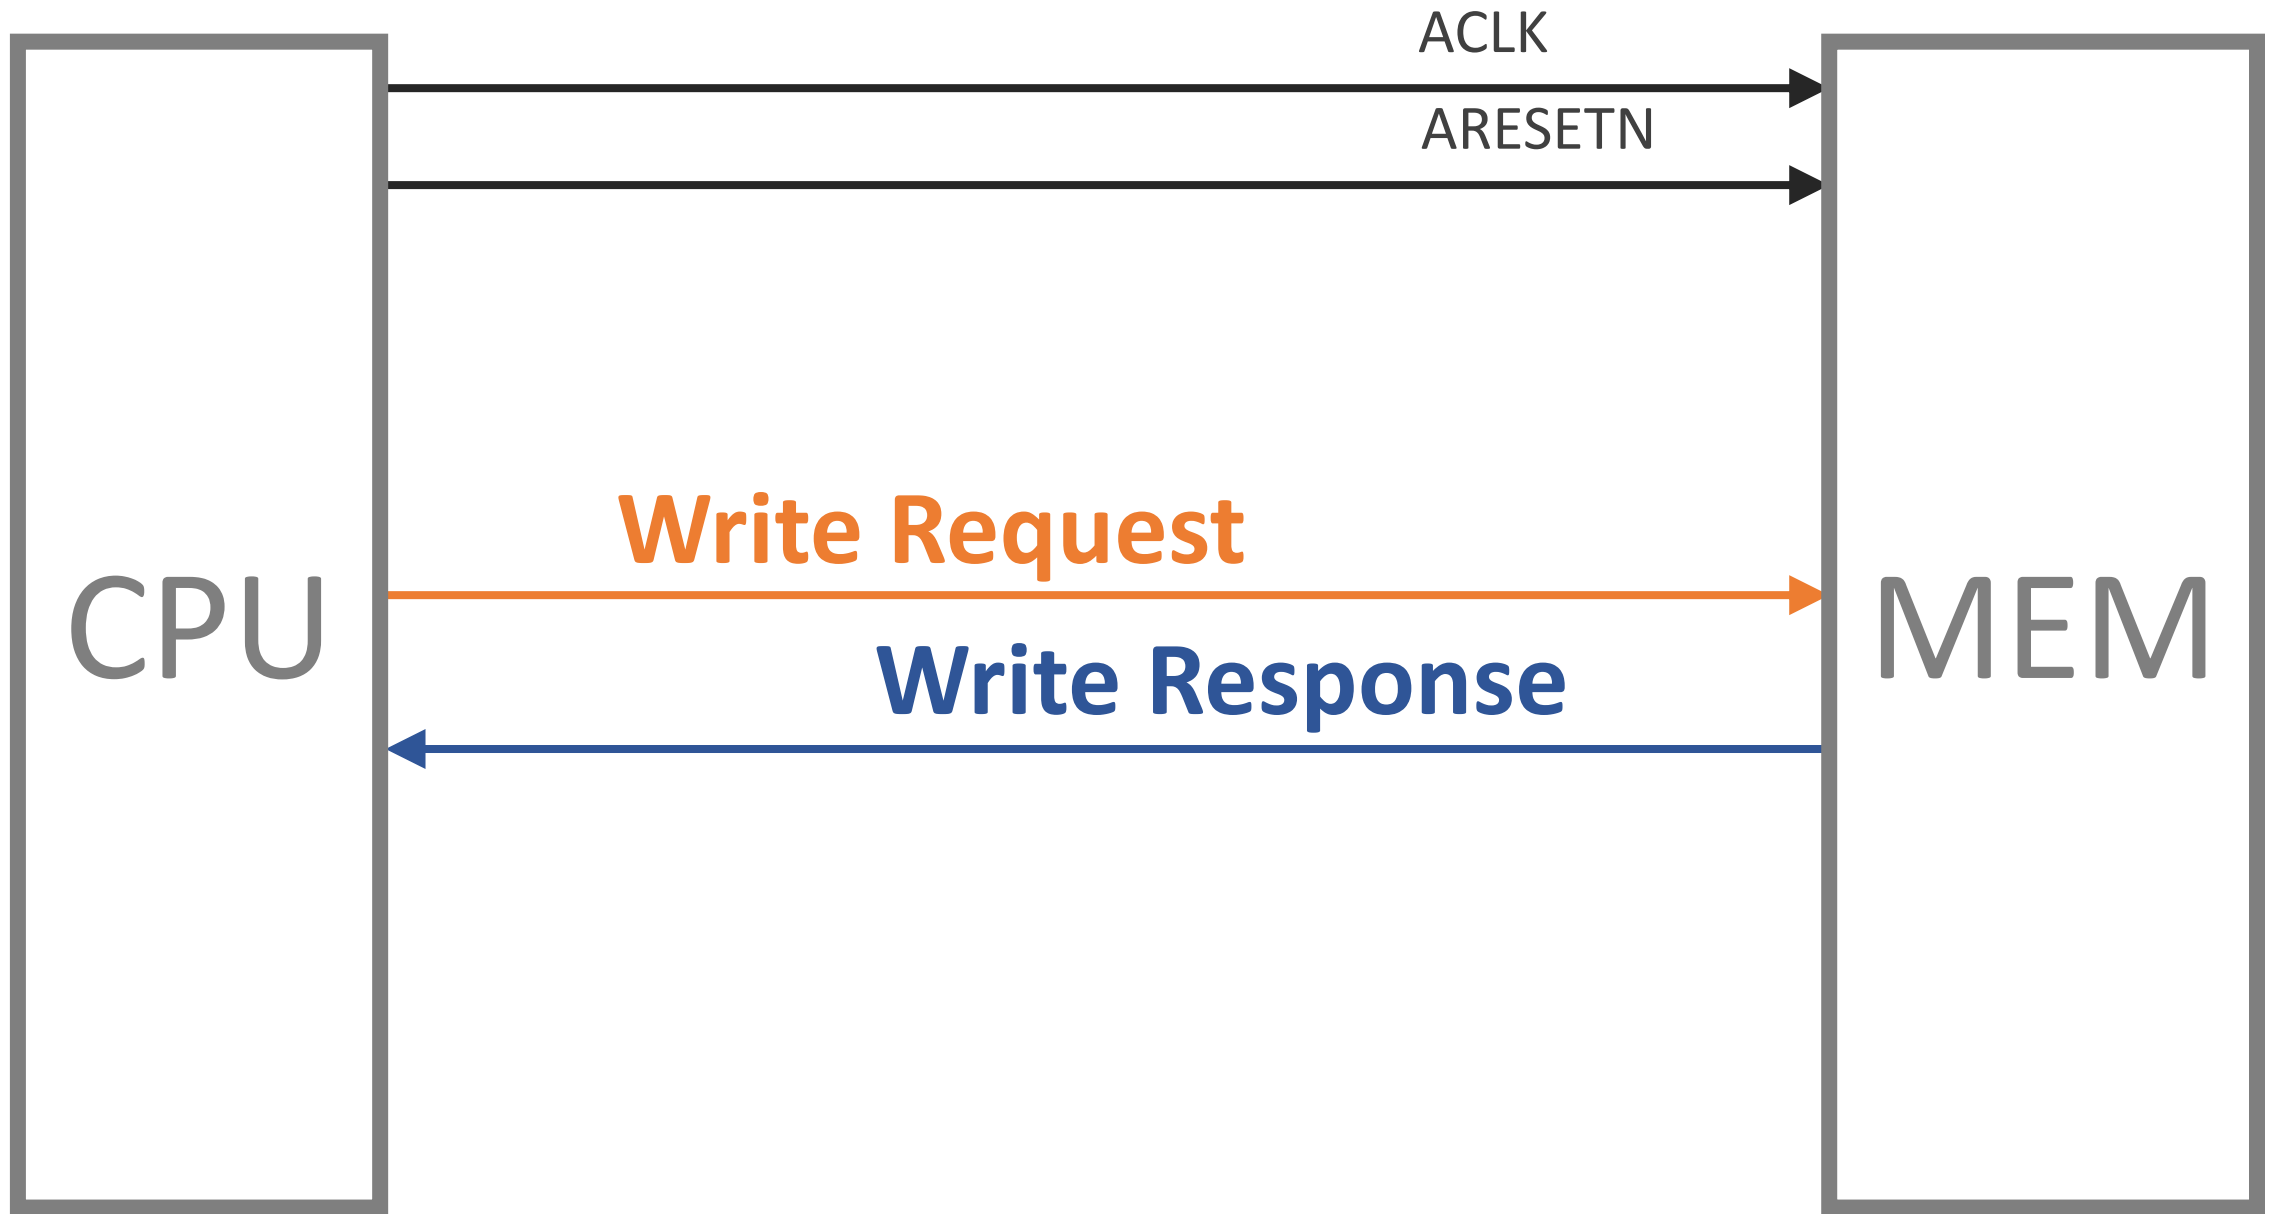 ACLK
ARESETN
Write Request
CPU
MEM
Write Response